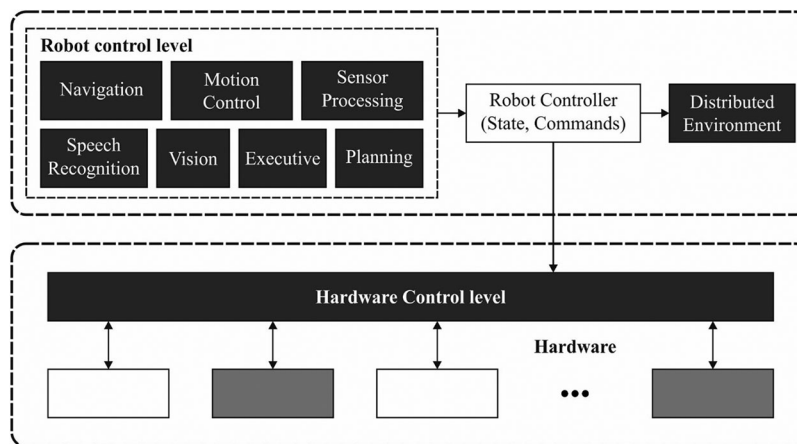 Robot control level
Navigation
Motion
Control
Sensor
Processing
Speech
Recognition
Vision
Executive
Planning
Robot Controller
(State, Commands)
Distributed
Environment
Hardware Control level
Hardware
•••